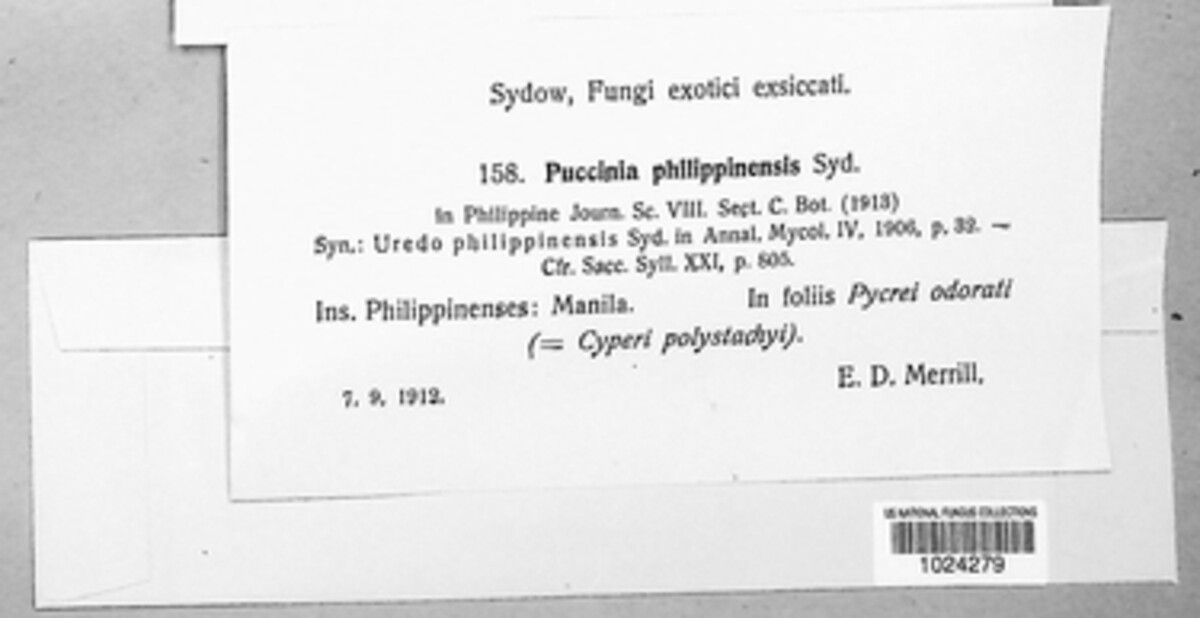 Sydow, Fungi exotici exsiccati.
158. Puccinia philippinensis Syd.
in Philippine Journ. Sc. VIII. Sect. C. Bot. (1913)
Syn.: Uredo philippinensis Syd. in Annal. Mycol. IV, 1906, p. 32. —
Cfr. Sacc. Syll. XXI, p. 805.
Ins. Philippinenses: Manila. In foliis Pycrei odorati
(= Cyperi polystachyi).
7. 9. 1912.
E. D. Merrill.
US NATIONAL FUNGUS COLLECTIONS
1024279